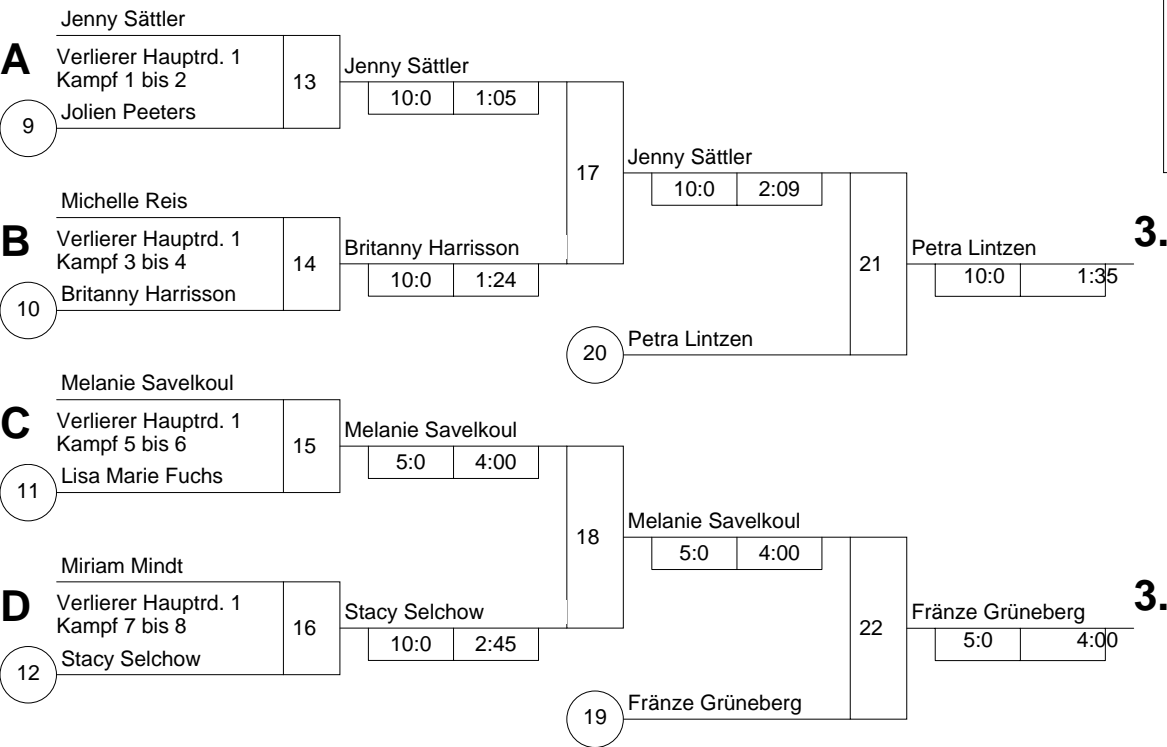 Jenny Sättler
A
Verlierer Hauptrd. 1
Kampf 1 bis 2
13
Jenny Sättler
10:0 1:05
9
Jolien Peeters
17
Jenny Sättler
10:0 2:09
Michelle Reis
B
Verlierer Hauptrd. 1
Kampf 3 bis 4
14
Britanny Harrisson
10:0 1:24
10
Britanny Harrisson
21
Petra Lintzen
10:0 1:35
3.
20
Petra Lintzen
Melanie Savelkoul
C
Verlierer Hauptrd. 1
Kampf 5 bis 6
15
Melanie Savelkoul
5:0 4:00
11
Lisa Marie Fuchs
18
Melanie Savelkoul
5:0 4:00
Miriam Mindt
D
Verlierer Hauptrd. 1
Kampf 7 bis 8
16
Stacy Selchow
10:0 2:45
12
Stacy Selchow
22
Fränze Grüneberg
5:0 4:00
3.
19
Fränze Grüneberg